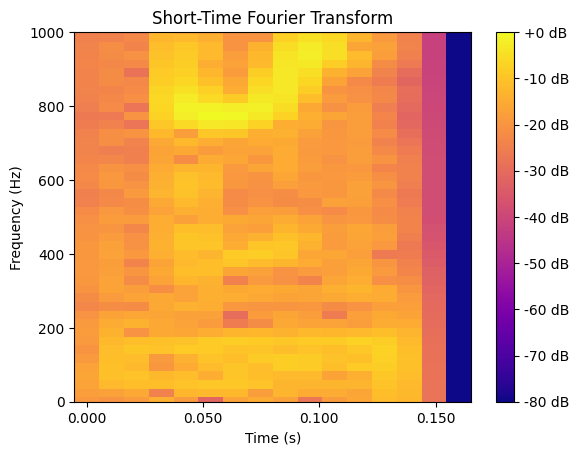 Short-Time Fourier Transform
1000
800
600
400
200
0
Frequency (Hz)
0.000
0.050
0.100
0.150
Time (s)
+0 dB
-10 dB
-20 dB
-30 dB
-40 dB
-50 dB
-60 dB
-70 dB
-80 dB